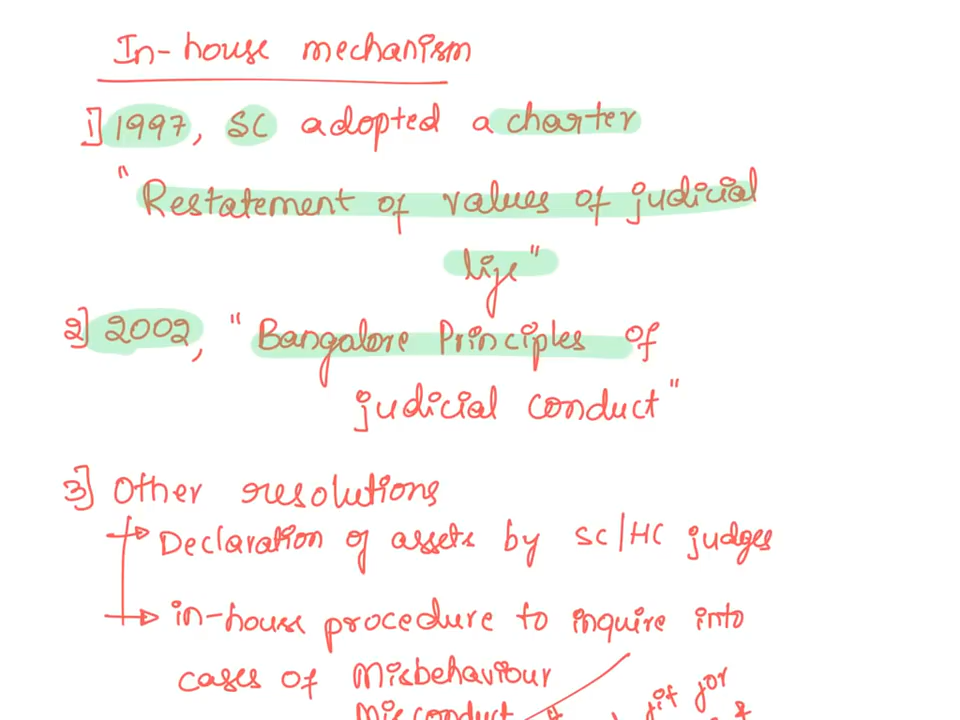 In-house mechanism
1] 1997, SC adopted a charter
"Restatement of values of judicial
life"
2] 2002, "Bangalore Principles of
judicial conduct"
3] Other resolutions
Declaration of assets by SC/HC judges
in-house procedure to inquire into
cases of Misbehaviour
Misconduct